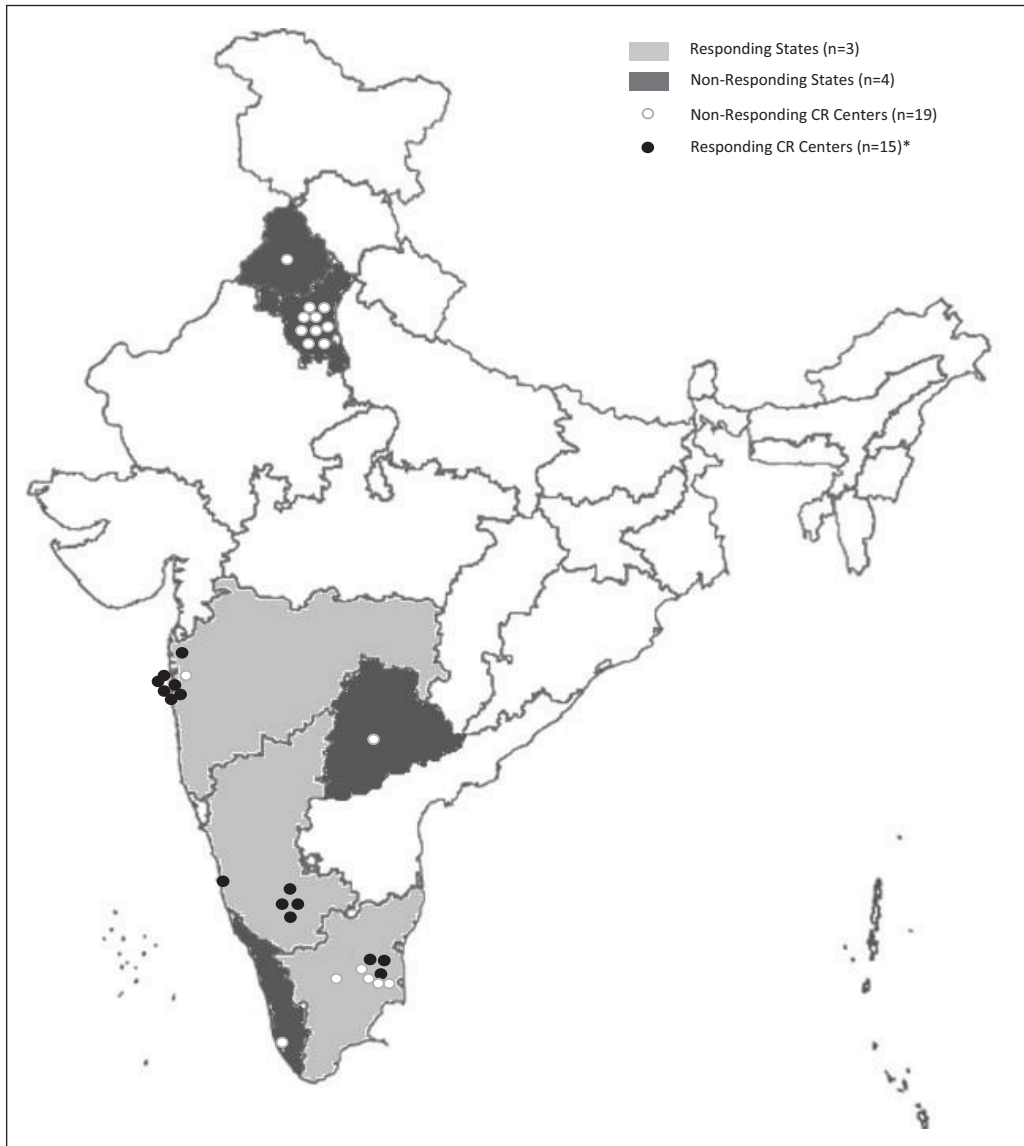 Responding States (n=3)
Non-Responding States (n=4)
Non-Responding CR Centers (n=19)
Responding CR Centers (n=15)*